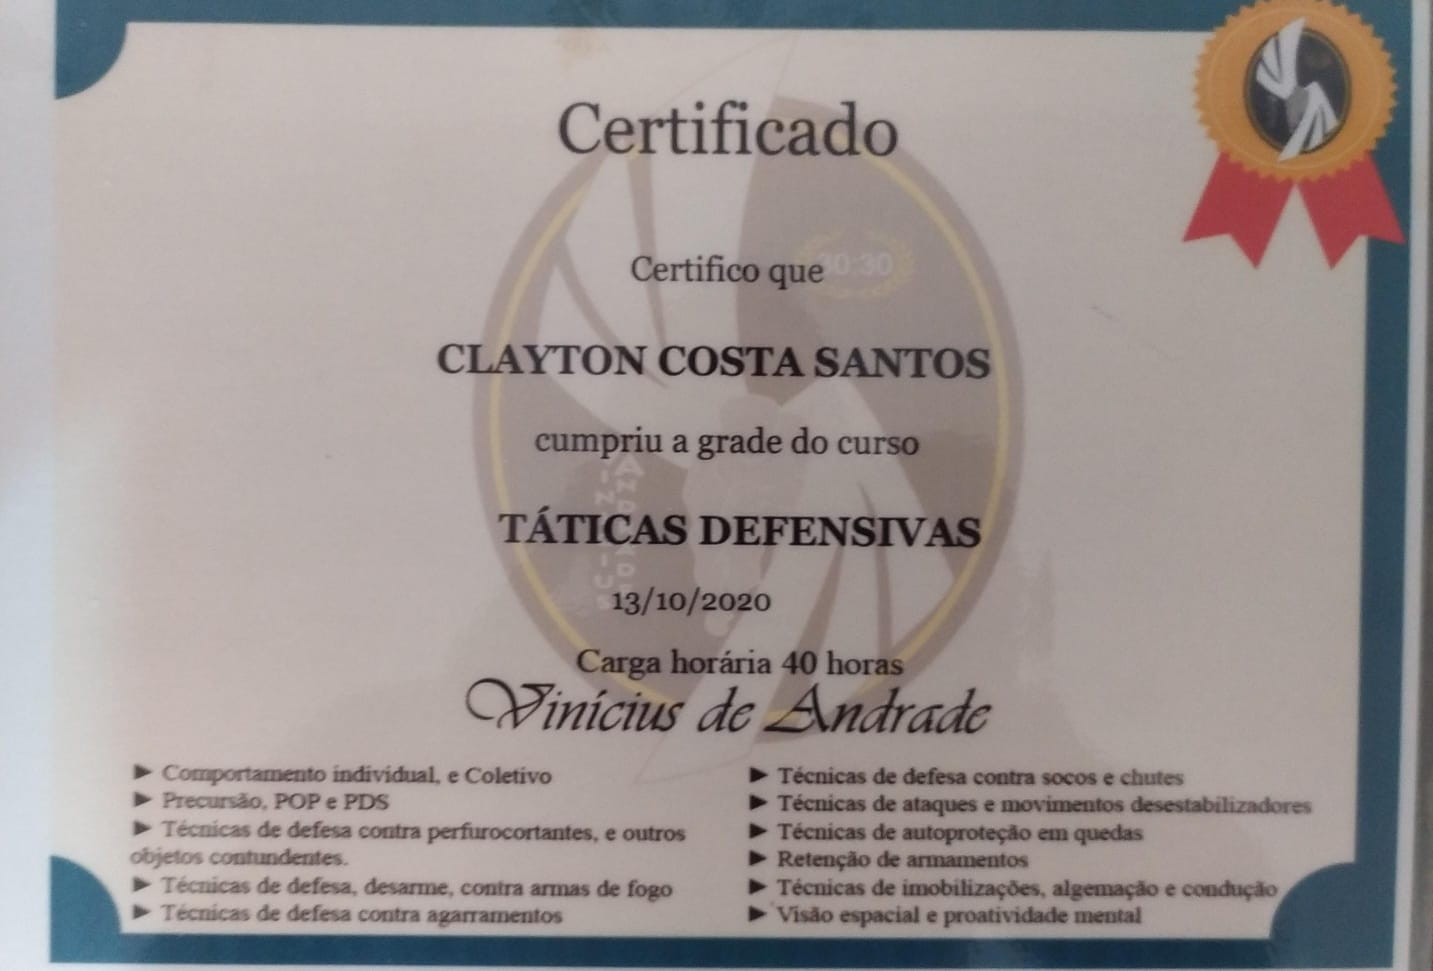 Certificado
30:30
Certifico que
CLAYTON COSTA SANTOS
cumpriu a grade do curso
TÁTICAS DEFENSIVAS
13/10/2020
Carga horária 40 horas
Vinícius de Andrade
► Comportamento individual, e Coletivo
► Precursão, POP e PDS
► Técnicas de defesa contra perfurocortantes, e outros
objetos contundentes.
► Técnicas de defesa, desarme, contra armas de fogo
► Técnicas de defesa contra agarramentos
► Técnicas de defesa contra socos e chutes
► Técnicas de ataques e movimentos desestabilizadores
► Técnicas de autoproteção em quedas
► Retenção de armamentos
► Técnicas de imobilizações, algemação e condução
► Visão espacial e proatividade mental